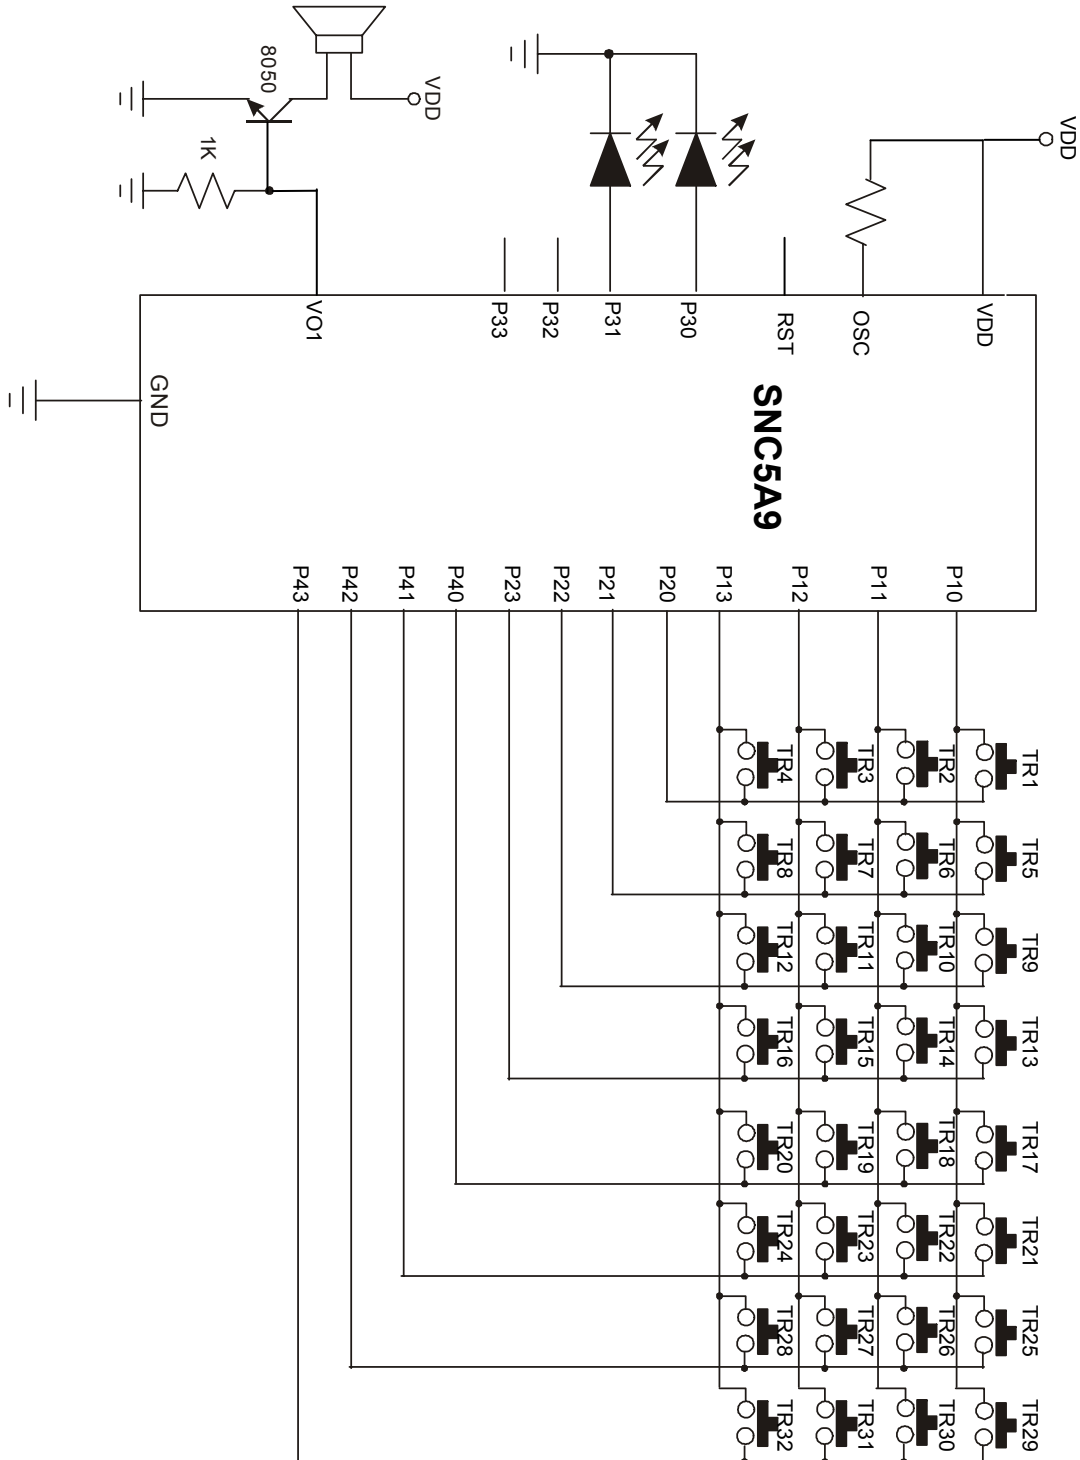 8050
VDD
1K
VDD
VO1
P33
P32
P31
P30
RST
OSC
VDD
GND
SNC5A9
P43
P42
P41
P40
P23
P22
P21
P20
P13
P12
P11
P10
TR4
TR3
TR2
TR1
TR8
TR7
TR6
TR5
TR12
TR11
TR10
TR9
TR16
TR15
TR14
TR13
TR20
TR19
TR18
TR17
TR24
TR23
TR22
TR21
TR28
TR27
TR26
TR25
TR32
TR31
TR30
TR29